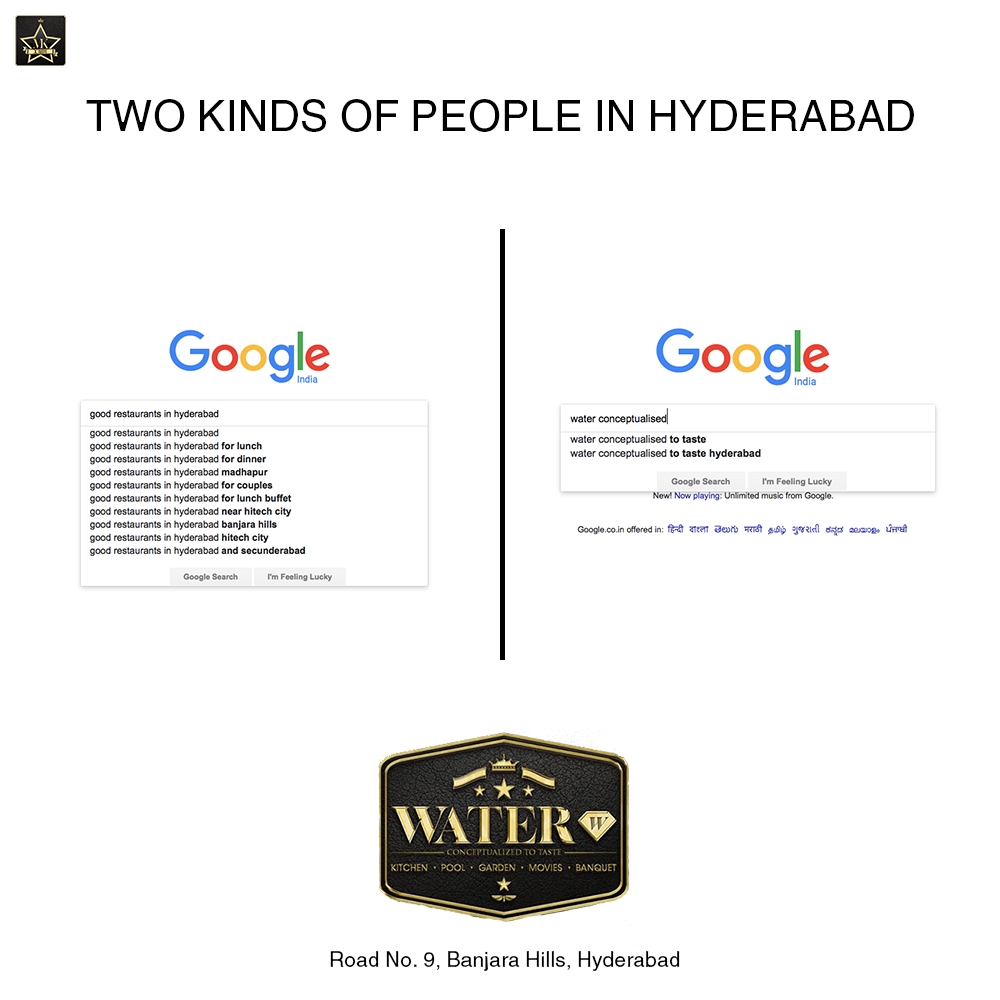 TWO KINDS OF PEOPLE IN HYDERABAD
Google
India
good restaurants in hyderabad
good restaurants in hyderabad
good restaurants in hyderabad for lunch
good restaurants in hyderabad for dinner
good restaurants in hyderabad madhapur
good restaurants in hyderabad for couples
good restaurants in hyderabad for lunch buffet
good restaurants in hyderabad near hitech city
good restaurants in hyderabad banjara hills
good restaurants in hyderabad hitech city
good restaurants in hyderabad and secunderabad
Google Search I'm Feeling Lucky
Google
India
water conceptualised
water conceptualised to taste
water conceptualised to taste hyderabad
Google Search I'm Feeling Lucky
New! Now playing: Unlimited music from Google.
Google.co.in offered in: हिन्दी বাংলা తెలుగు मराठी தமிழ் ગુજરાતી ಕನ್ನಡ മലയാളം ਪੰਜਾਬੀ
WATER W
CONCEPTUALIZED TO TASTE
KITCHEN · POOL · GARDEN · MOVIES · BANQUET
Road No. 9, Banjara Hills, Hyderabad